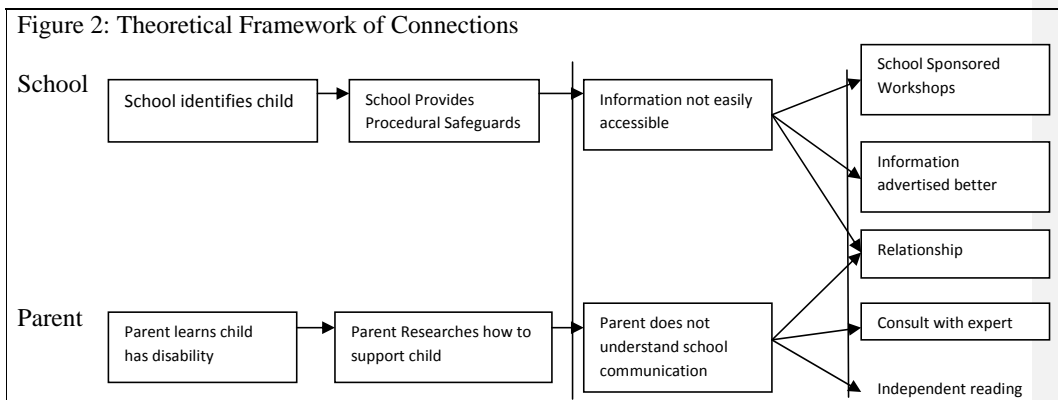 Figure 2: Theoretical Framework of Connections
School
School identifies child
School Provides
Procedural Safeguards
Information not easily
accessible
School Sponsored
Workshops
Information
advertised better
Relationship
Parent
Parent learns child
has disability
Parent Researches how to
support child
Parent does not
understand school
communication
Consult with expert
Independent reading